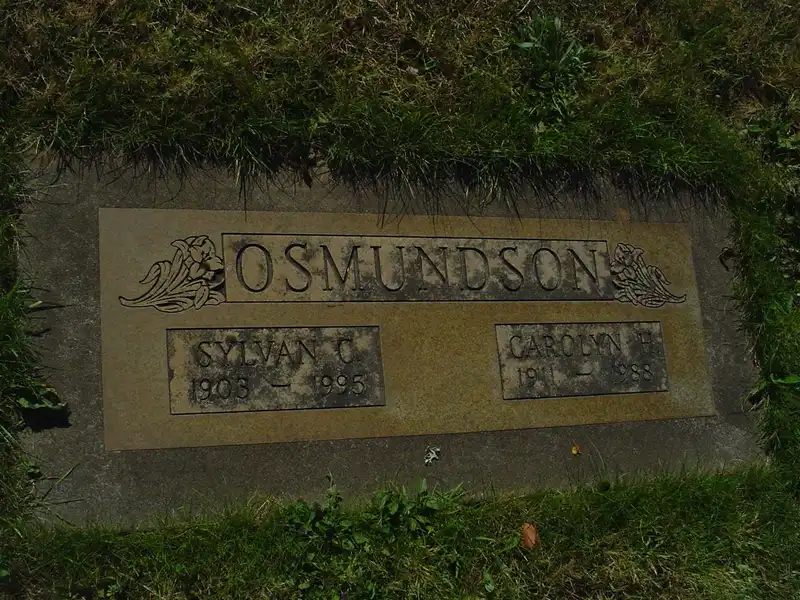 OSMUNDSON
SYLVAN C.
1903 - 1995
CAROLYN H.
1911 - 1988